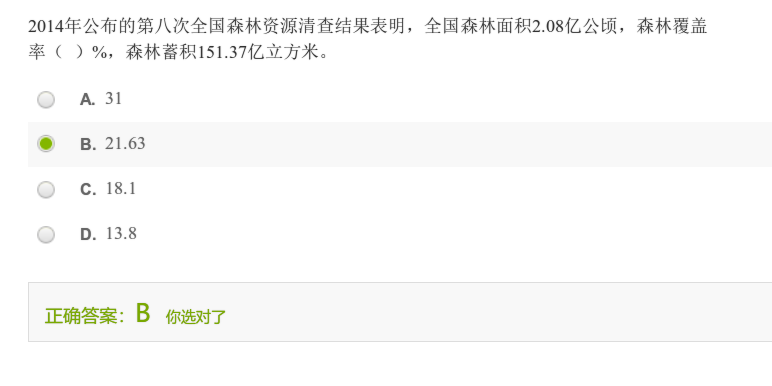 2014年公布的第八次全国森林资源清查结果表明，全国森林面积2.08亿公顷，森林覆盖
率（  ）%，森林蓄积151.37亿立方米。
A. 31
B. 21.63
C. 18.1
D. 13.8
正确答案：B 你选对了